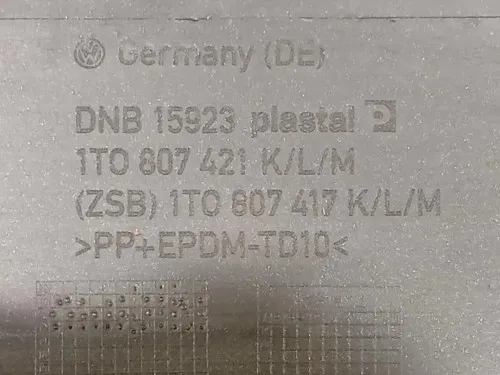 Germany (DE)
DNB 15923 plastal P
1T0 807 421 K/L/M
(ZSB) 1T0 807 417 K/L/M
>PP+EPDM-TD10<